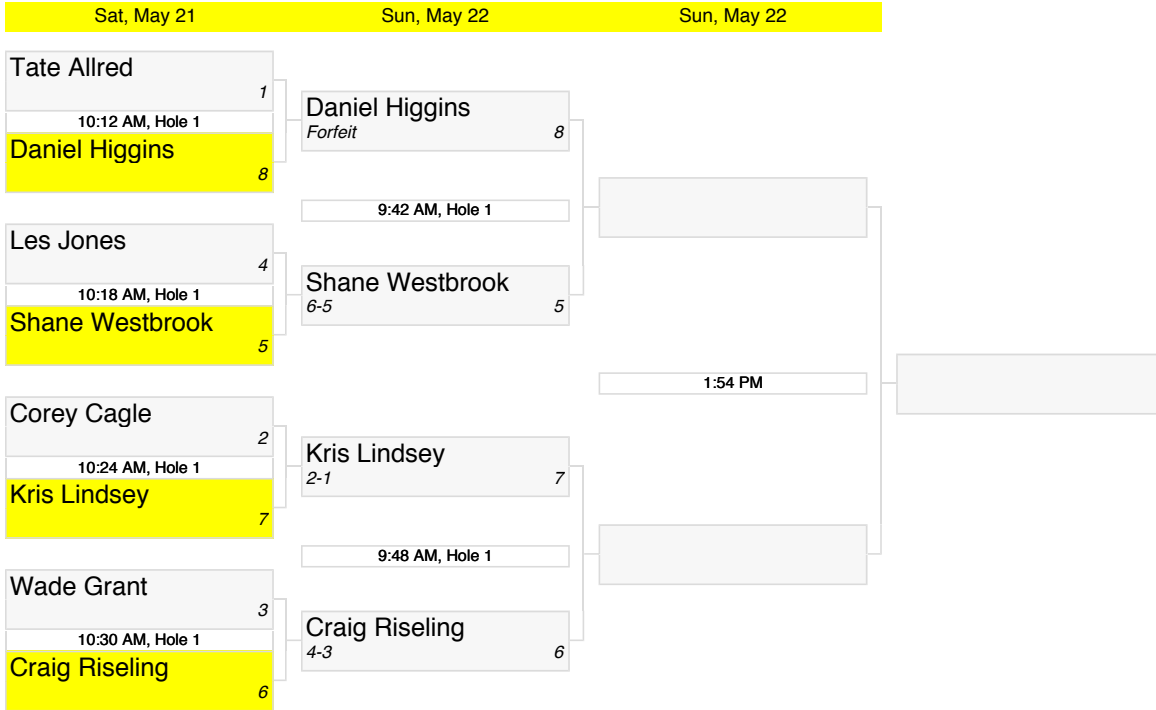 Sat, May 21
Sun, May 22
Sun, May 22
Tate Allred
1
10:12 AM, Hole 1
Daniel Higgins
8
Les Jones
4
10:18 AM, Hole 1
Shane Westbrook
5
Corey Cagle
2
10:24 AM, Hole 1
Kris Lindsey
7
Wade Grant
3
10:30 AM, Hole 1
Craig Riseling
6
Daniel Higgins
Forfeit 8
9:42 AM, Hole 1
Shane Westbrook
6-5 5
Kris Lindsey
2-1 7
9:48 AM, Hole 1
Craig Riseling
4-3 6
1:54 PM